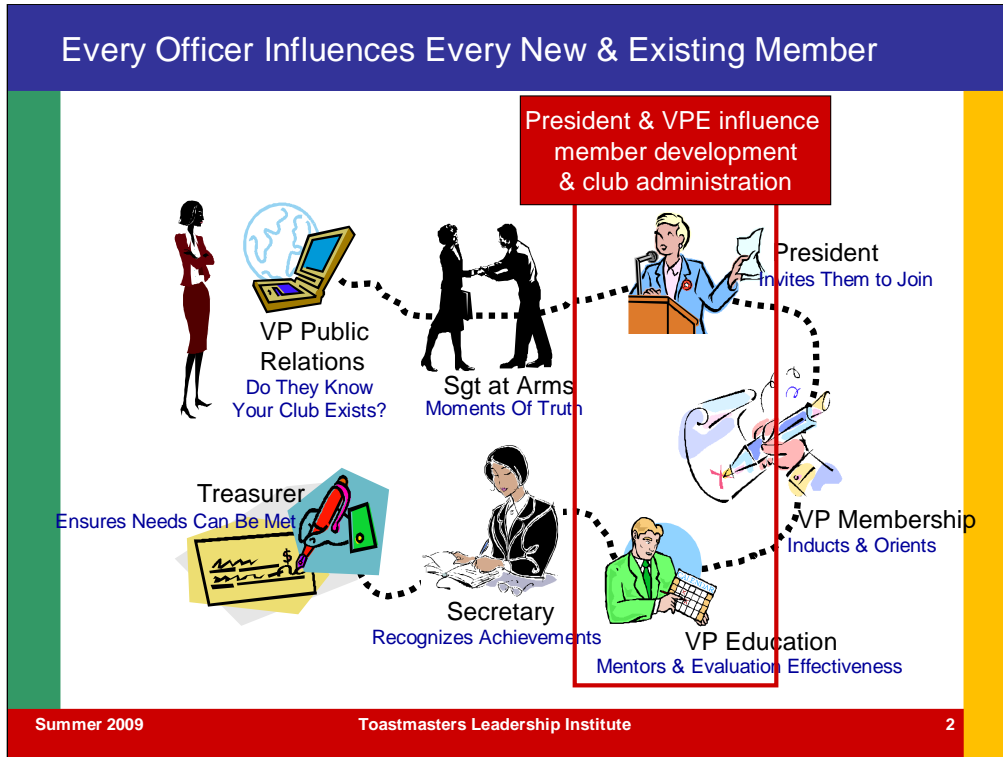 Every Officer Influences Every New & Existing Member
President & VPE influence
member development
& club administration
President
Invites Them to Join
VP Public
Relations
Do They Know
Your Club Exists?
Sgt at Arms
Moments Of Truth
Treasurer
Ensures Needs Can Be Met
$
VP Membership
Inducts & Orients
Secretary
Recognizes Achievements
VP Education
Mentors & Evaluation Effectiveness
Summer 2009
Toastmasters Leadership Institute
2